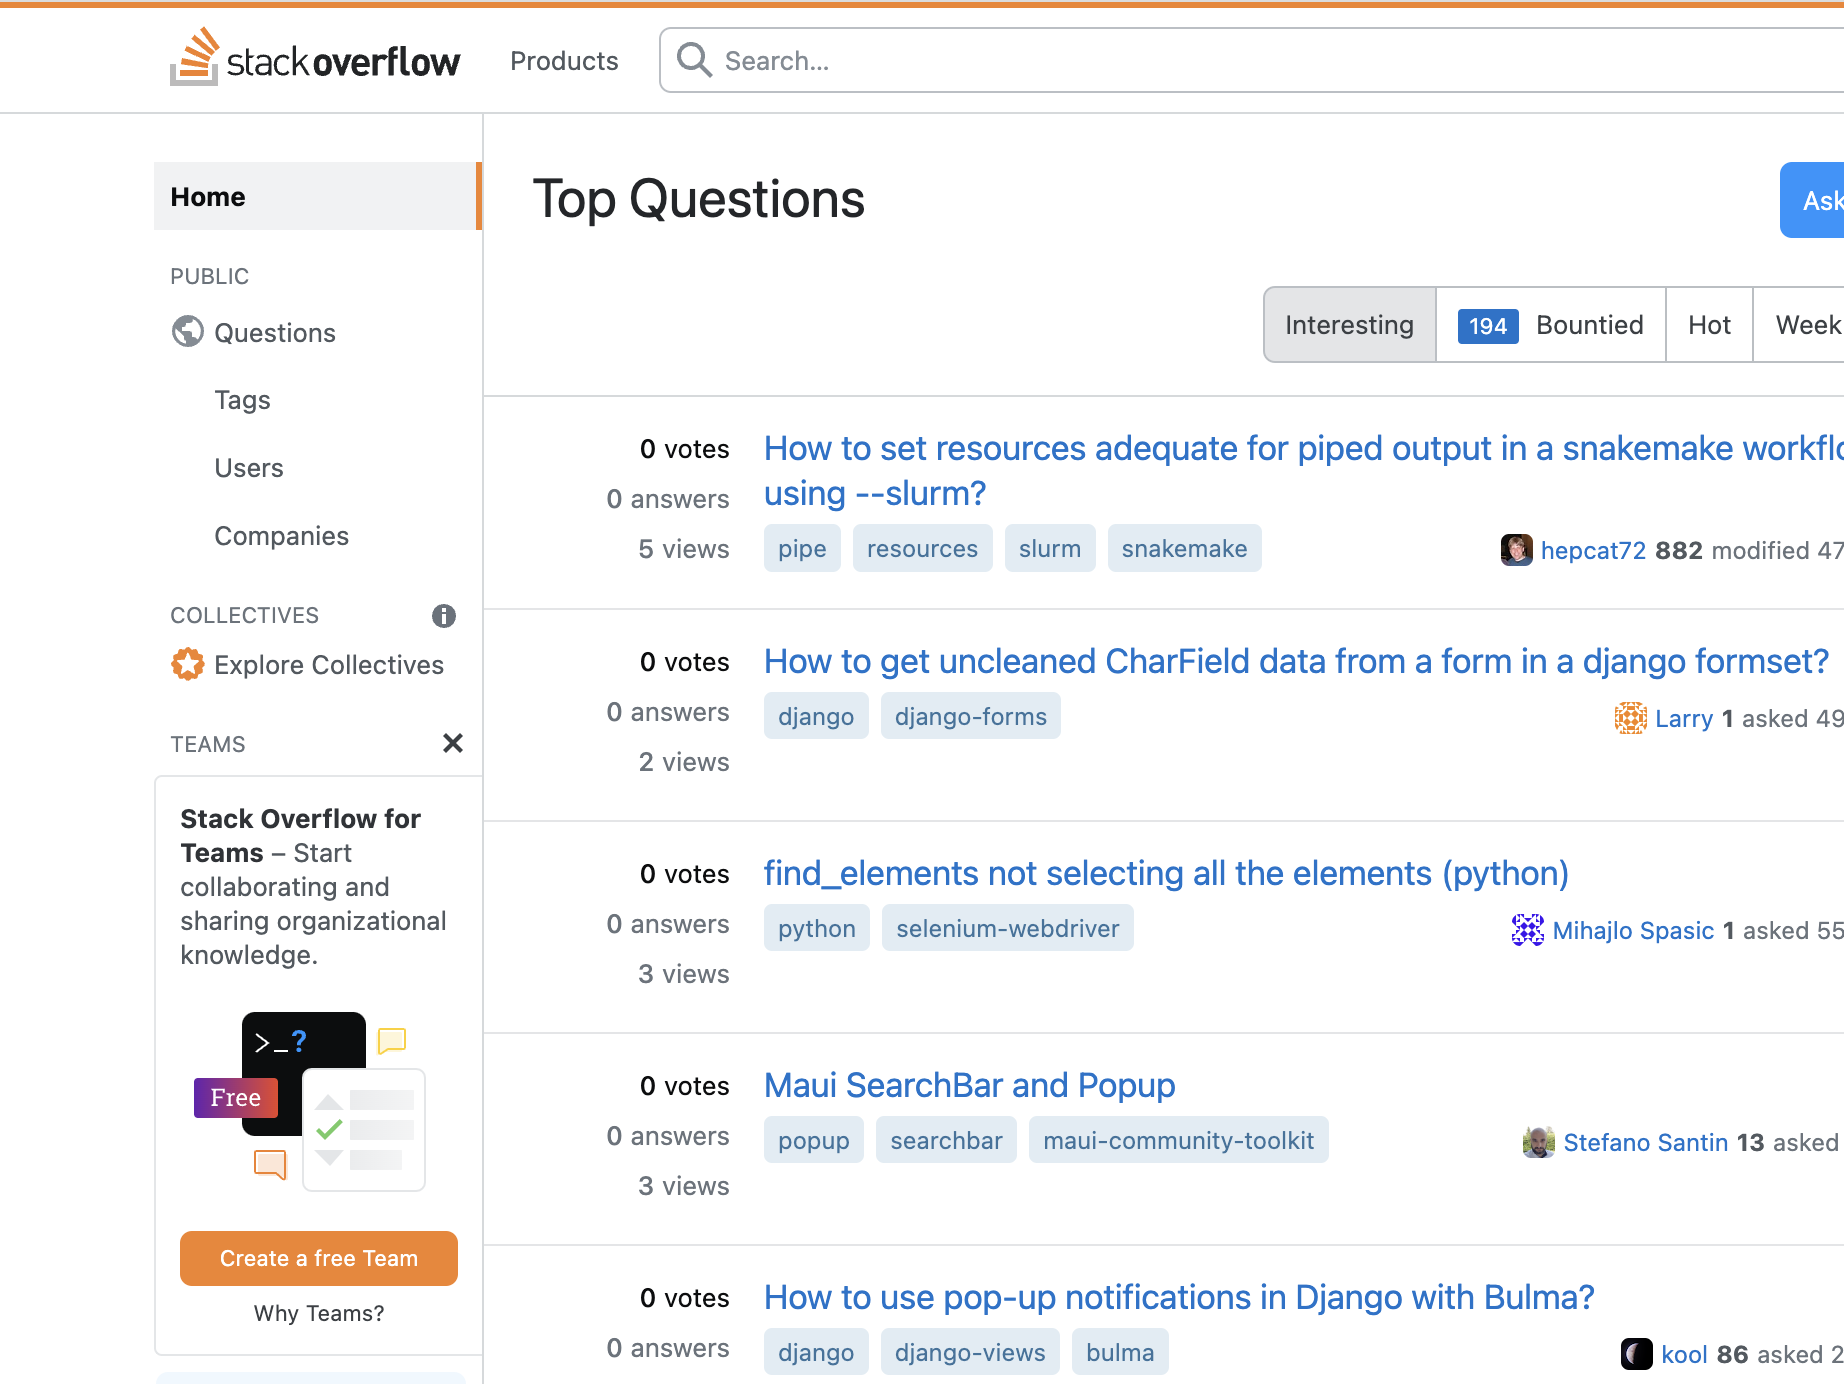 stackoverflow
Products
Search...
Home
PUBLIC
Questions
Tags
Users
Companies
COLLECTIVES
Explore Collectives
TEAMS
Stack Overflow for
Teams – Start
collaborating and
sharing organizational
knowledge.
>_?
Free
Create a free Team
Why Teams?
Top Questions
Ask
Interesting
194 Bountied
Hot
Week
0 votes
0 answers
5 views
How to set resources adequate for piped output in a snakemake
using --slurm?
pipe resources slurm snakemake
hepcat72 882 modified 47
0 votes
0 answers
2 views
How to get uncleaned CharField data from a form in a django formset?
django django-forms
Larry 1 asked 49
0 votes
0 answers
3 views
find_elements not selecting all the elements (python)
python selenium-webdriver
Mihajlo Spasic 1 asked 55
0 votes
0 answers
3 views
Maui SearchBar and Popup
popup searchbar maui-community-toolkit
Stefano Santin 13 asked
0 votes
0 answers
How to use pop-up notifications in Django with Bulma?
django django-views bulma
kool 86 asked 2